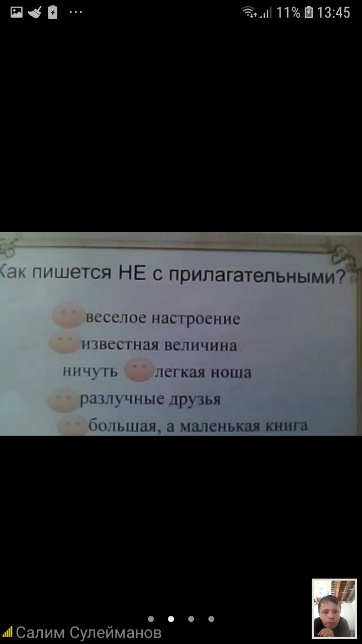 11% 13:45
Как пишется НЕ с прилагательными?
веселое настроение
известная величина
ничуть легкая ноша
разлучные друзья
большая, а маленькая книга
Салим Сулейманов